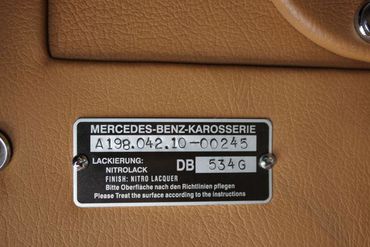 MERCEDES-BENZ-KAROSSERIE
A198.042.10-00245
LACKIERUNG: DB 534G
NITROLACK
FINISH: NITRO LACQUER
Bitte Oberfläche nach den Richtlinien pflegen
Please Treat the surface according to the instructions